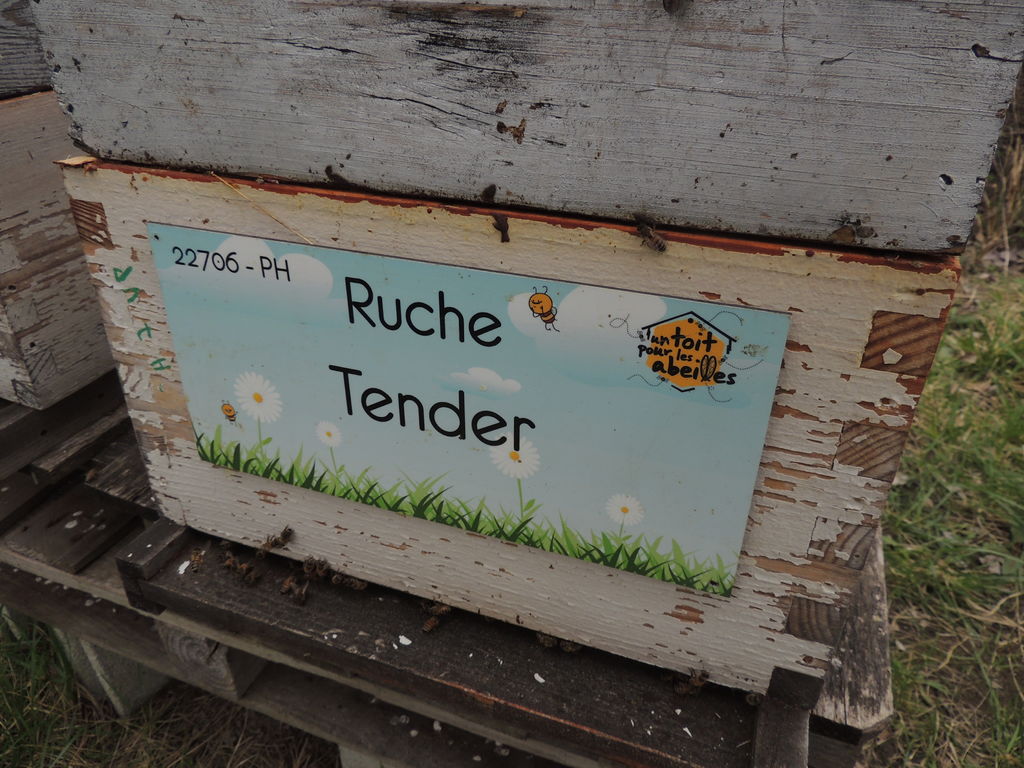 22706 - PH
Ruche
Tender
un toit
pour les
abeilles